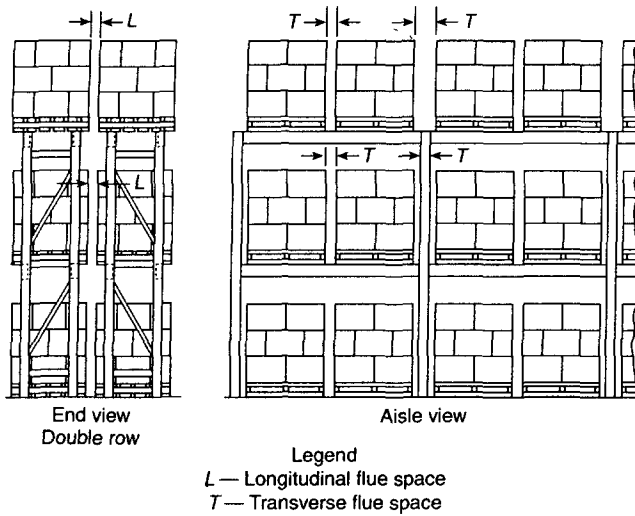 L
T
T
T
T
L
End view
Double row
Aisle view
Legend
L — Longitudinal flue space
T — Transverse flue space